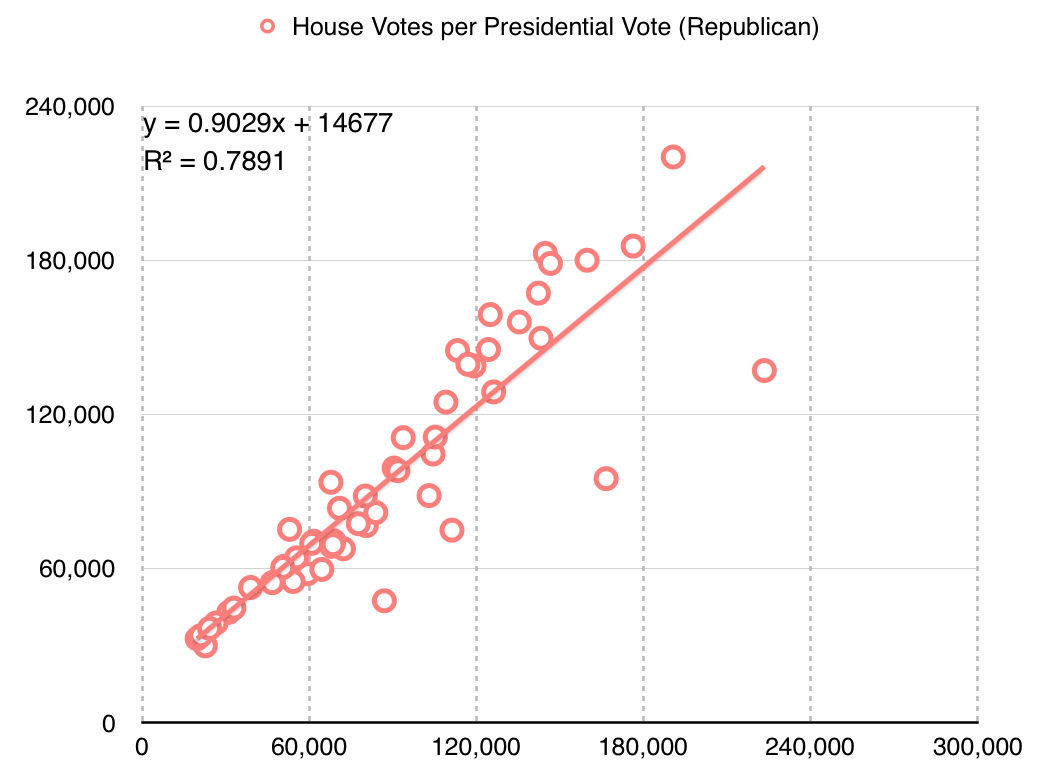 House Votes per Presidential Vote (Republican)
240,000
y = 0.9029x + 14677
R² = 0.7891
180,000
120,000
60,000
0
0 60,000 120,000 180,000 240,000 300,000